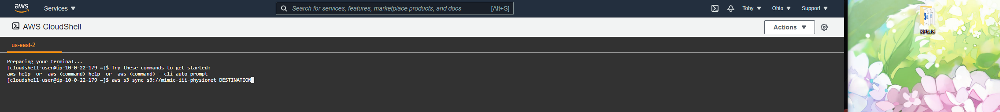 aws
Services ▼
Search for services, features, marketplace products, and docs
[Alt+S]
Toby ▼
Ohio ▼
Support ▼
AWS CloudShell
Actions ▼
us-east-2
Preparing your terminal...
[cloudshell-user@ip-10-0-22-179 ~]$ Try these commands to get started:
aws help  or  aws <command> help  or  aws <command> --cli-auto-prompt
[cloudshell-user@ip-10-0-22-179 ~]$ aws s3 sync s3://mimic-iii-physionet DESTINATION
KPMG